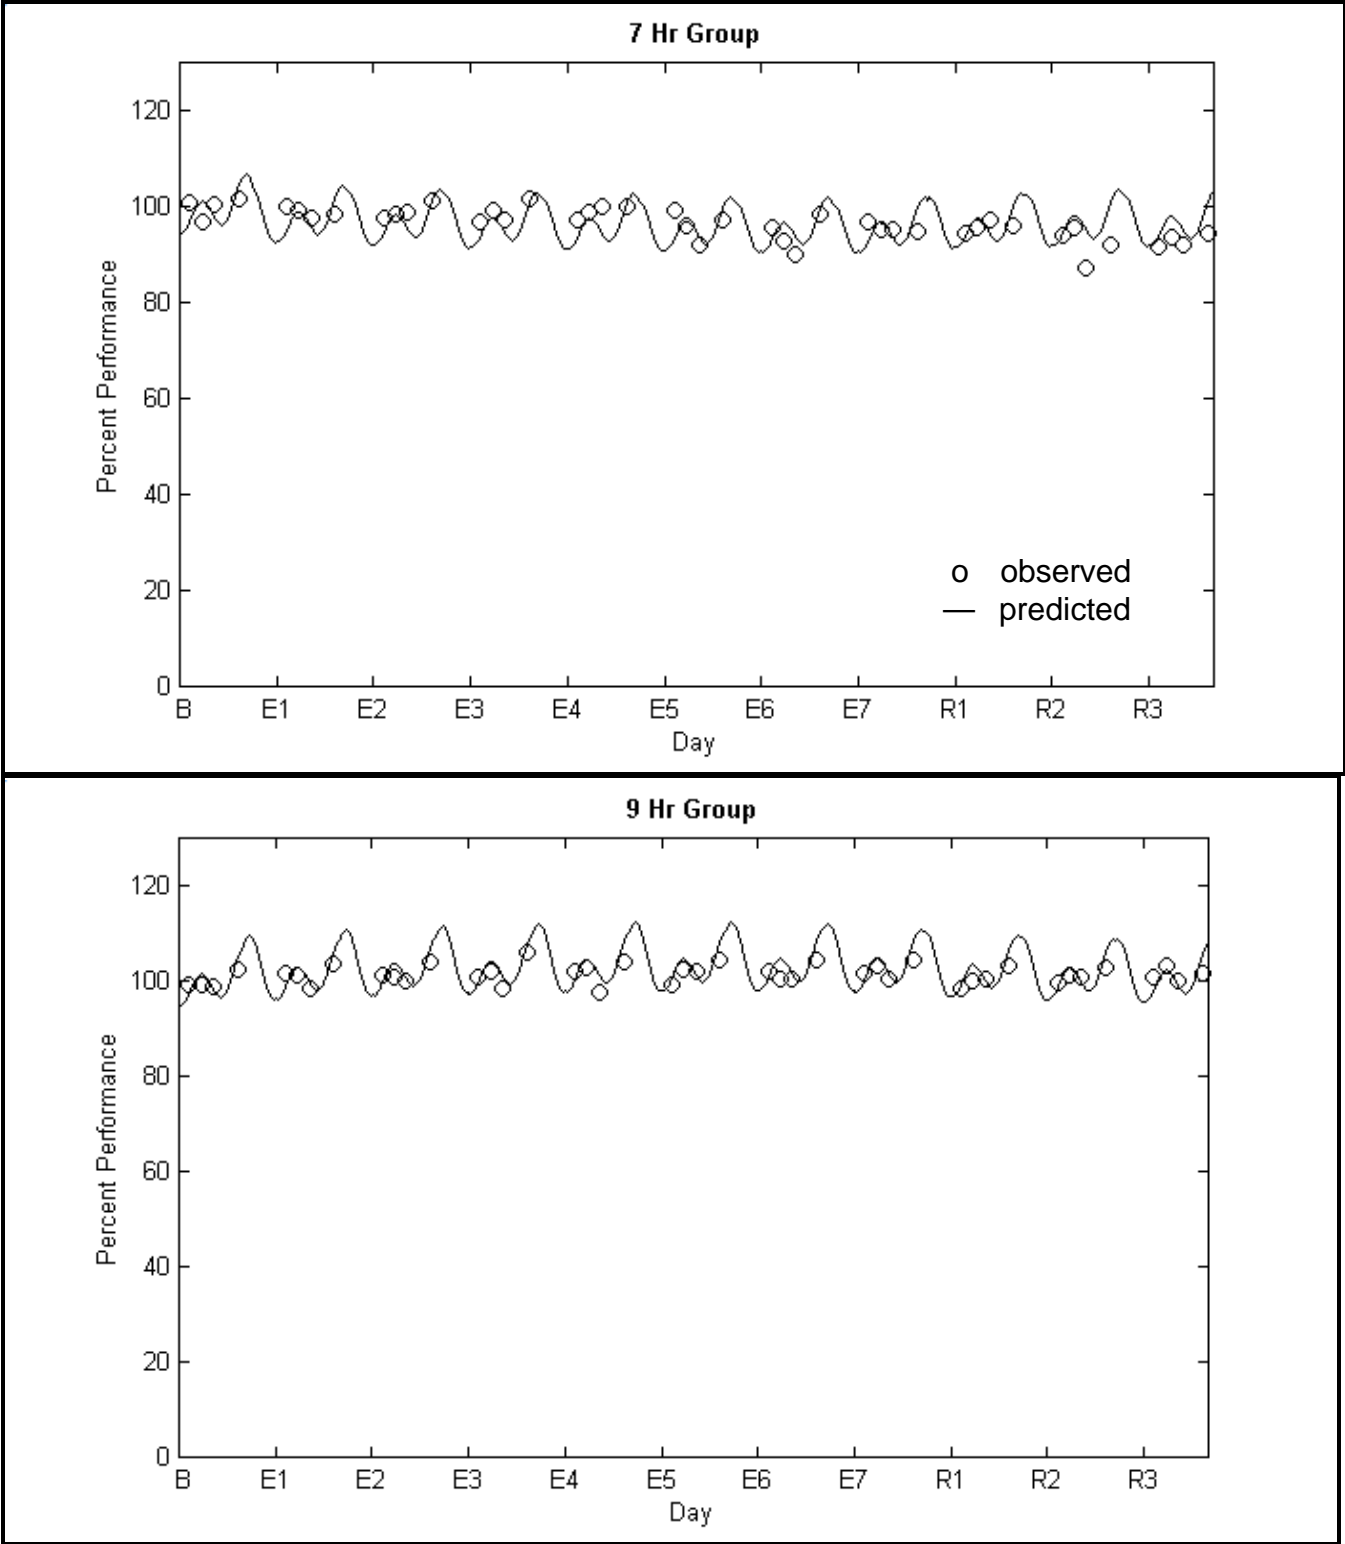 7 Hr Group
120
100
80
60
40
20
0
Percent Performance
o observed
— predicted
B E1 E2 E3 E4 E5 E6 E7 R1 R2 R3
Day
9 Hr Group
120
100
80
60
40
20
0
Percent Performance
B E1 E2 E3 E4 E5 E6 E7 R1 R2 R3
Day